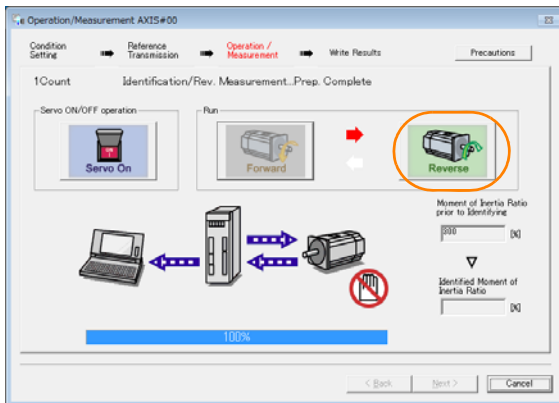 Operation/Measurement AXIS#00
Condition Setting
Reference Transmission
Operation / Measurement
Write Results
Precautions
1Count
Identification/Rev. Measurement...Prep. Complete
Servo ON/OFF operation
Run
Servo On
Forward
Reverse
Moment of Inertia Ratio
prior to Identifying
300
[%]
Identified Moment of
Inertia Ratio
[%]
100%
< Back
Next >
Cancel